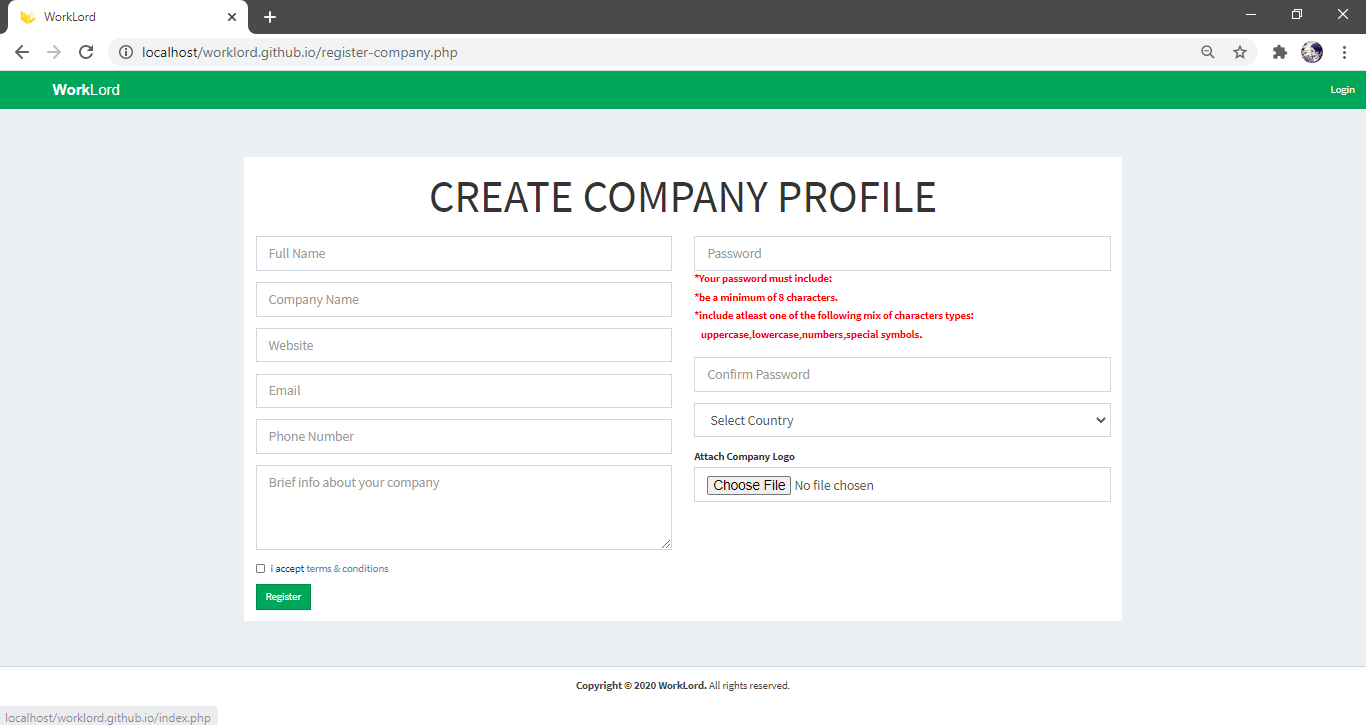 WorkLord
localhost/worklord.github.io/register-company.php
WorkLord
Login
CREATE COMPANY PROFILE
Full Name
Company Name
Website
Email
Phone Number
Brief info about your company
i accept terms & conditions
Register
Password
*Your password must include:
*be a minimum of 8 characters.
*include atleast one of the following mix of characters types:
uppercase,lowercase,numbers,special symbols.
Confirm Password
Select Country
Attach Company Logo
Choose File No file chosen
Copyright © 2020 WorkLord. All rights reserved.
localhost/worklord.github.io/index.php